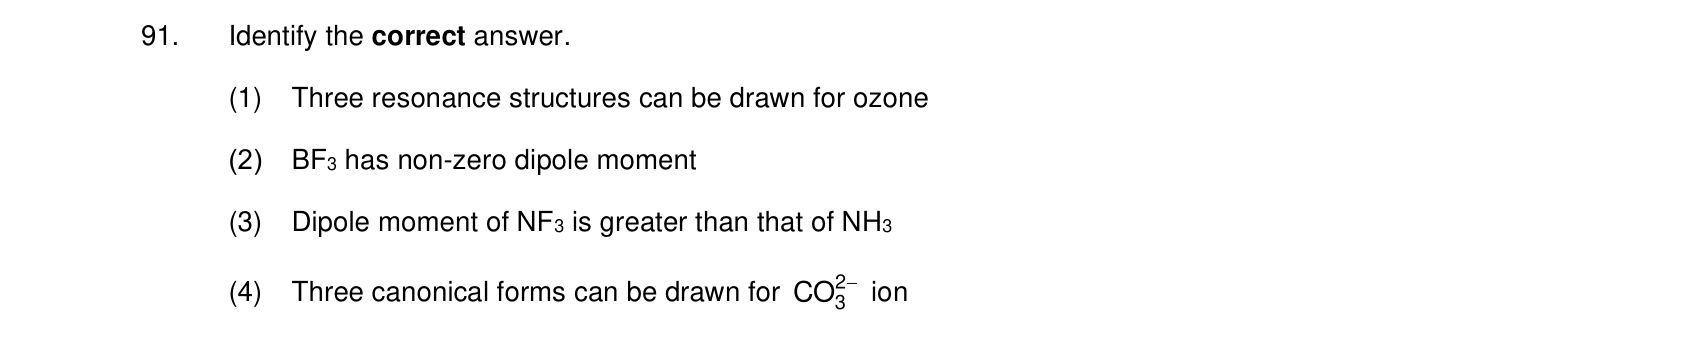 91. Identify the correct answer.
(1) Three resonance structures can be drawn for ozone
(2) BF₃ has non-zero dipole moment
(3) Dipole moment of NF₃ is greater than that of NH₃
(4) Three canonical forms can be drawn for CO₃²⁻ ion